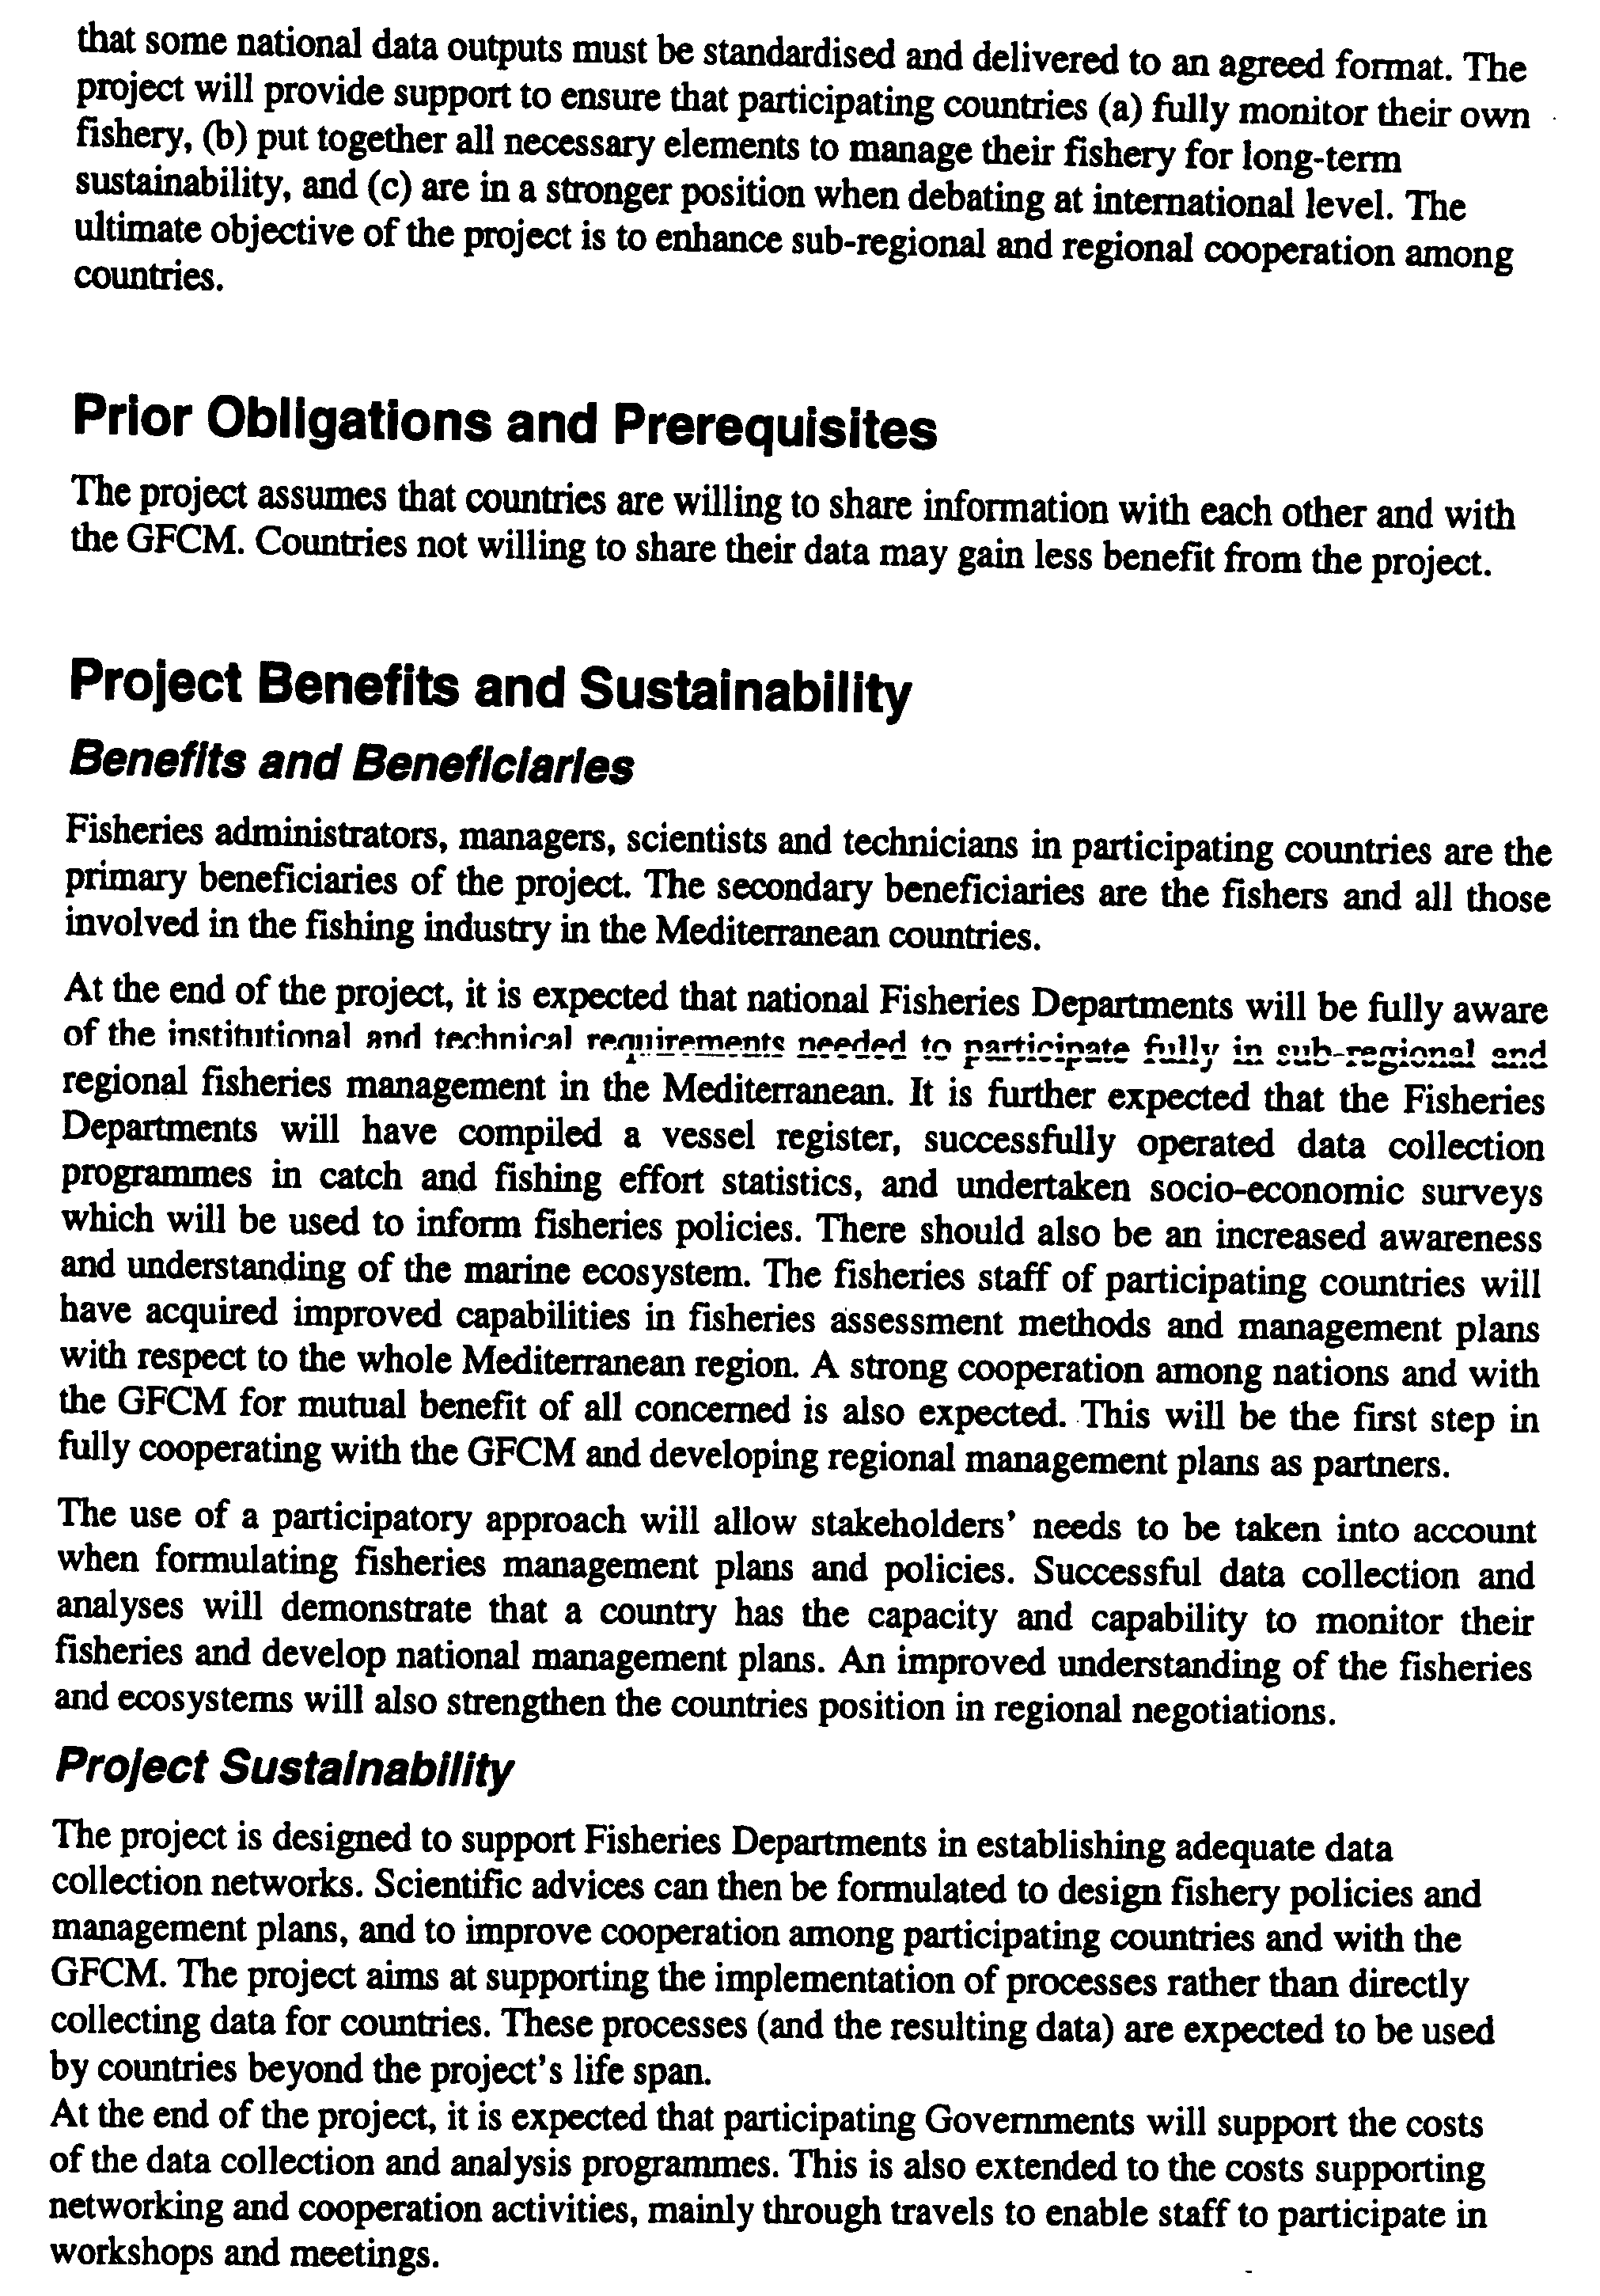 that some national data outputs must be standardised and delivered to an agreed format. The
project will provide support to ensure that participating countries (a) fully monitor their own
fishery, (b) put together all necessary elements to manage their fishery for long-term
sustainability, and (c) are in a stronger position when debating at international level. The
ultimate objective of the project is to enhance sub-regional and regional cooperation among
countries.
Prior Obligations and Prerequisites
The project assumes that countries are willing to share information with each other and with
the GFCM. Countries not willing to share their data may gain less benefit from the project.
Project Benefits and Sustainability
Benefits and Beneficiaries
Fisheries administrators, managers, scientists and technicians in participating countries are the
primary beneficiaries of the project. The secondary beneficiaries are the fishers and all those
involved in the fishing industry in the Mediterranean countries.
At the end of the project, it is expected that national Fisheries Departments will be fully aware
of the institutional and technical requirements needed to participate fully in sub-regional and
regional fisheries management in the Mediterranean. It is further expected that the Fisheries
Departments will have compiled a vessel register, successfully operated data collection
programmes in catch and fishing effort statistics, and undertaken socio-economic surveys
which will be used to inform fisheries policies. There should also be an increased awareness
and understanding of the marine ecosystem. The fisheries staff of participating countries will
have acquired improved capabilities in fisheries assessment methods and management plans
with respect to the whole Mediterranean region. A strong cooperation among nations and with
the GFCM for mutual benefit of all concerned is also expected. This will be the first step in
fully cooperating with the GFCM and developing regional management plans as partners.
The use of a participatory approach will allow stakeholders' needs to be taken into account
when formulating fisheries management plans and policies. Successful data collection and
analyses will demonstrate that a country has the capacity and capability to monitor their
fisheries and develop national management plans. An improved understanding of the fisheries
and ecosystems will also strengthen the countries position in regional negotiations.
Project Sustainability
The project is designed to support Fisheries Departments in establishing adequate data
collection networks. Scientific advices can then be formulated to design fishery policies and
management plans, and to improve cooperation among participating countries and with the
GFCM. The project aims at supporting the implementation of processes rather than directly
collecting data for countries. These processes (and the resulting data) are expected to be used
by countries beyond the project's life span.
At the end of the project, it is expected that participating Governments will support the costs
of the data collection and analysis programmes. This is also extended to the costs supporting
networking and cooperation activities, mainly through travels to enable staff to participate in
workshops and meetings.